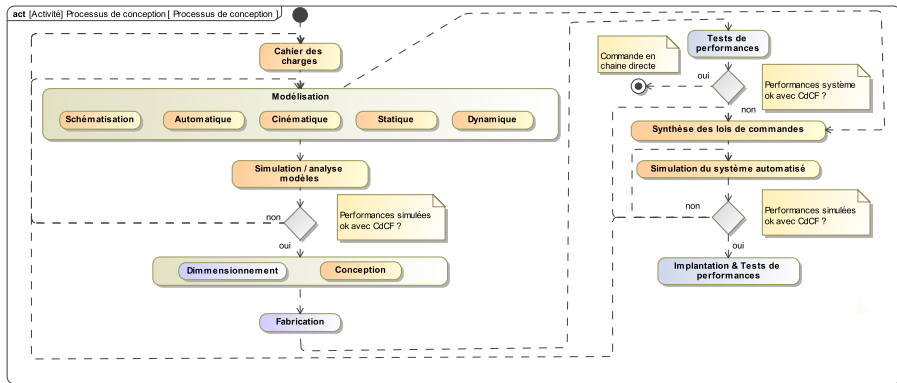 act [Activité] Processus de conception [ Processus de conception ]
Cahier des
charges
Modélisation
Schématisation
Automatique
Cinématique
Statique
Dynamique
Simulation / analyse
modèles
non
Performances simulées
ok avec CdCF ?
oui
Dimmensionnement
Conception
Fabrication
Tests de
performances
Commande en
chaine directe
oui
Performances système
ok avec CdCF ?
non
Synthèse des lois de commandes
Simulation du système automatisé
non
Performances simulées
ok avec CdCF ?
oui
Implantation & Tests de
performances